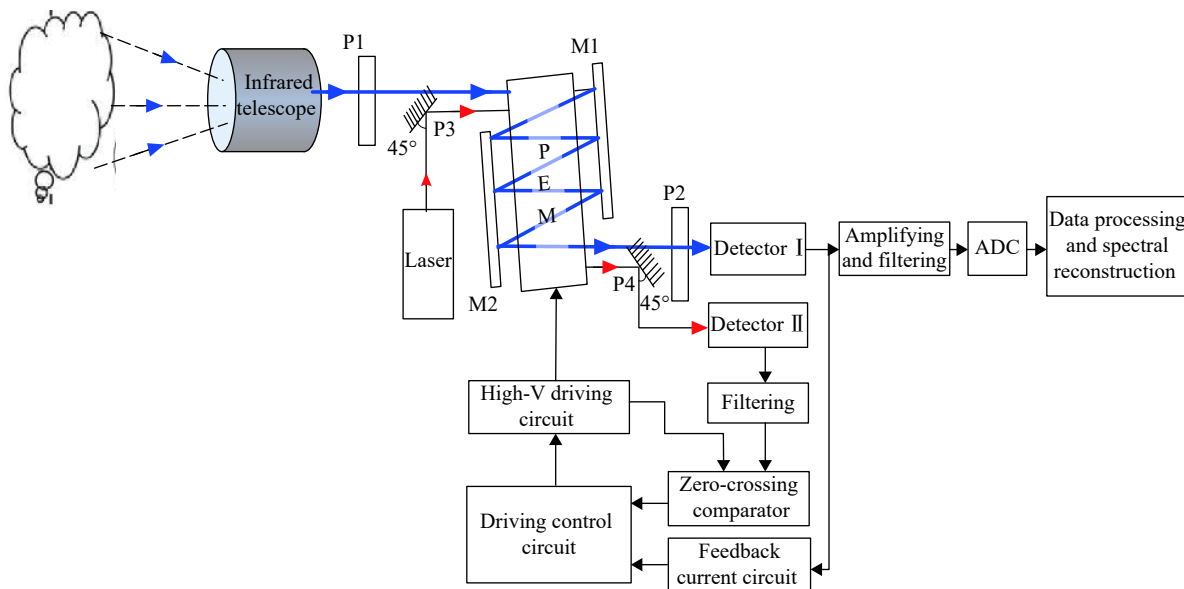 P1
M1
Infrared
telescope
P3
45°
P
E
M
P2
Laser
M2
P4
45°
Detector Ⅰ
Amplifying
and filtering
ADC
Data processing
and spectral
reconstruction
Detector Ⅱ
High-V driving
circuit
Filtering
Zero-crossing
comparator
Driving control
circuit
Feedback
current circuit